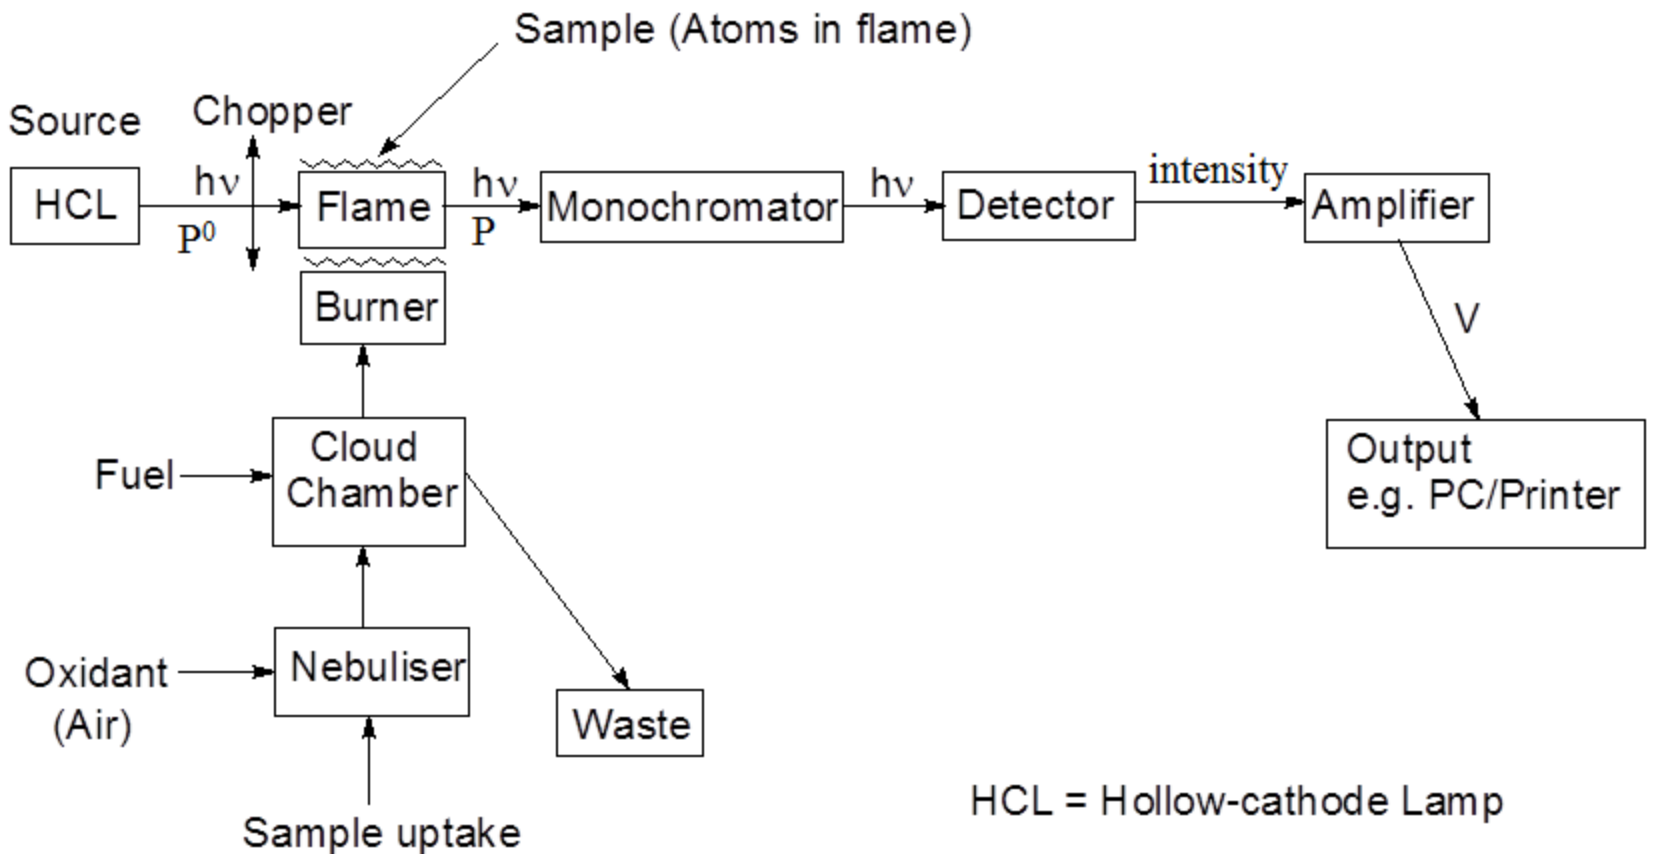 Sample (Atoms in flame)
Source
Chopper
HCL
hν
P⁰
Flame
hν
P
Monochromator
hν
Detector
intensity
Amplifier
Burner
V
Fuel
Cloud
Chamber
Output
e.g. PC/Printer
Oxidant
(Air)
Nebuliser
Waste
Sample uptake
HCL = Hollow-cathode Lamp